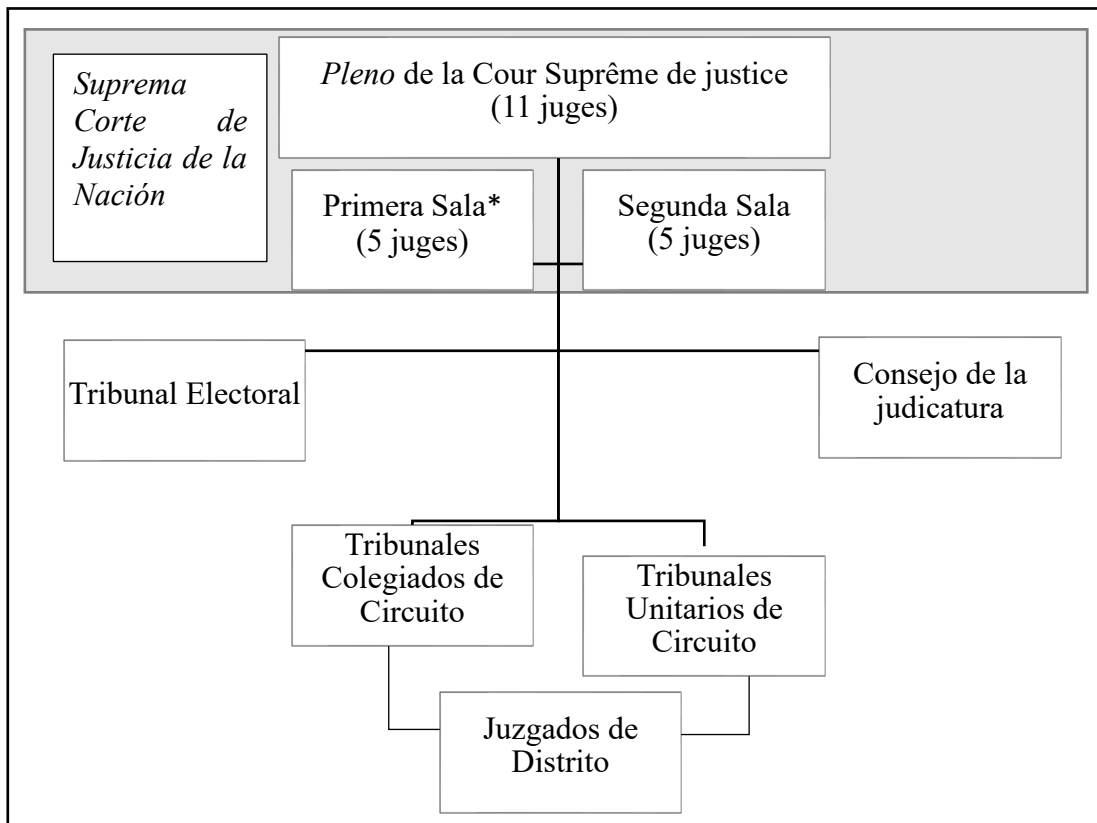 Suprema
Corte de
Justicia de la
Nación
Pleno de la Cour Suprême de justice
(11 juges)
Primera Sala*
(5 juges)
Segunda Sala
(5 juges)
Tribunal Electoral
Consejo de la
judicatura
Tribunales
Colegiados de
Circuito
Tribunales
Unitarios de
Circuito
Juzgados de
Distrito